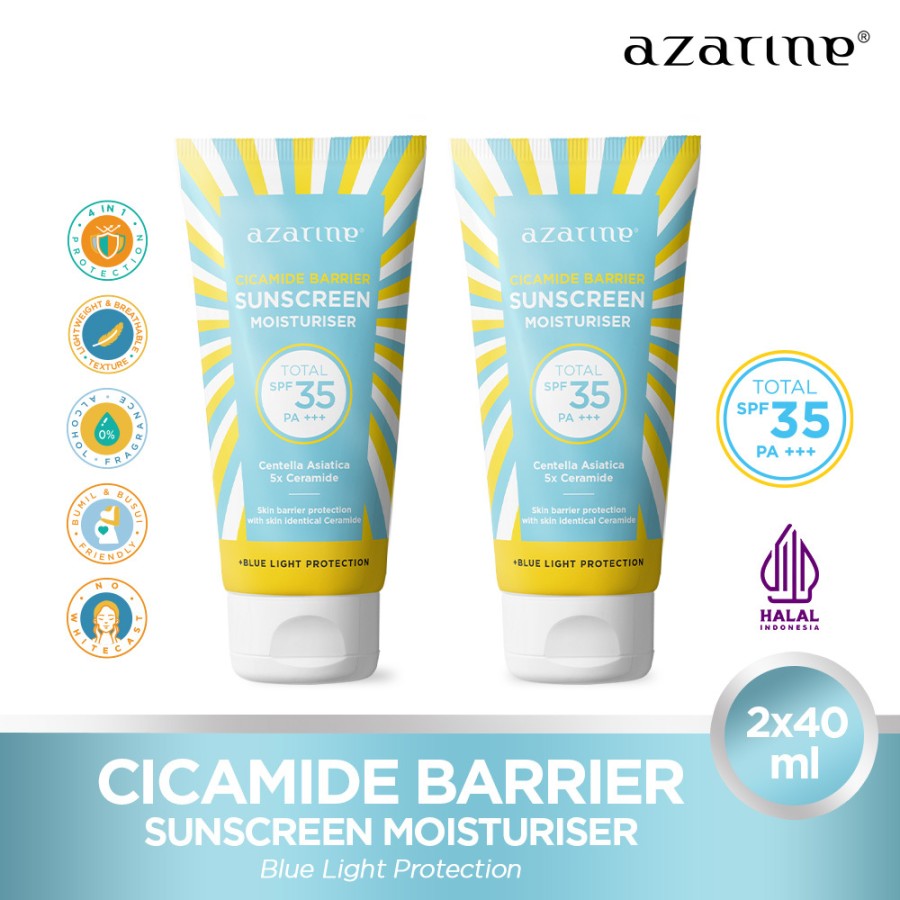 azarine®
4 IN 1
PROTECTION
LIGHTWEIGHT & BREATHABLE
TEXTURE
ALCOHOL • FRAGRANCE
0%
BUMIL & BUSUI
FRIENDLY
NO
WHITECAST
azarine®
CICAMIDE BARRIER
SUNSCREEN
MOISTURISER
TOTAL
SPF 35
PA +++
Centella Asiatica
5x Ceramide
Skin barrier protection
with skin identical Ceramide
+BLUE LIGHT PROTECTION
azarine®
CICAMIDE BARRIER
SUNSCREEN
MOISTURISER
TOTAL
SPF 35
PA +++
Centella Asiatica
5x Ceramide
Skin barrier protection
with skin identical Ceramide
+BLUE LIGHT PROTECTION
TOTAL
SPF 35
PA +++
HALAL
INDONESIA
2x40
ml
CICAMIDE BARRIER
SUNSCREEN MOISTURISER
Blue Light Protection